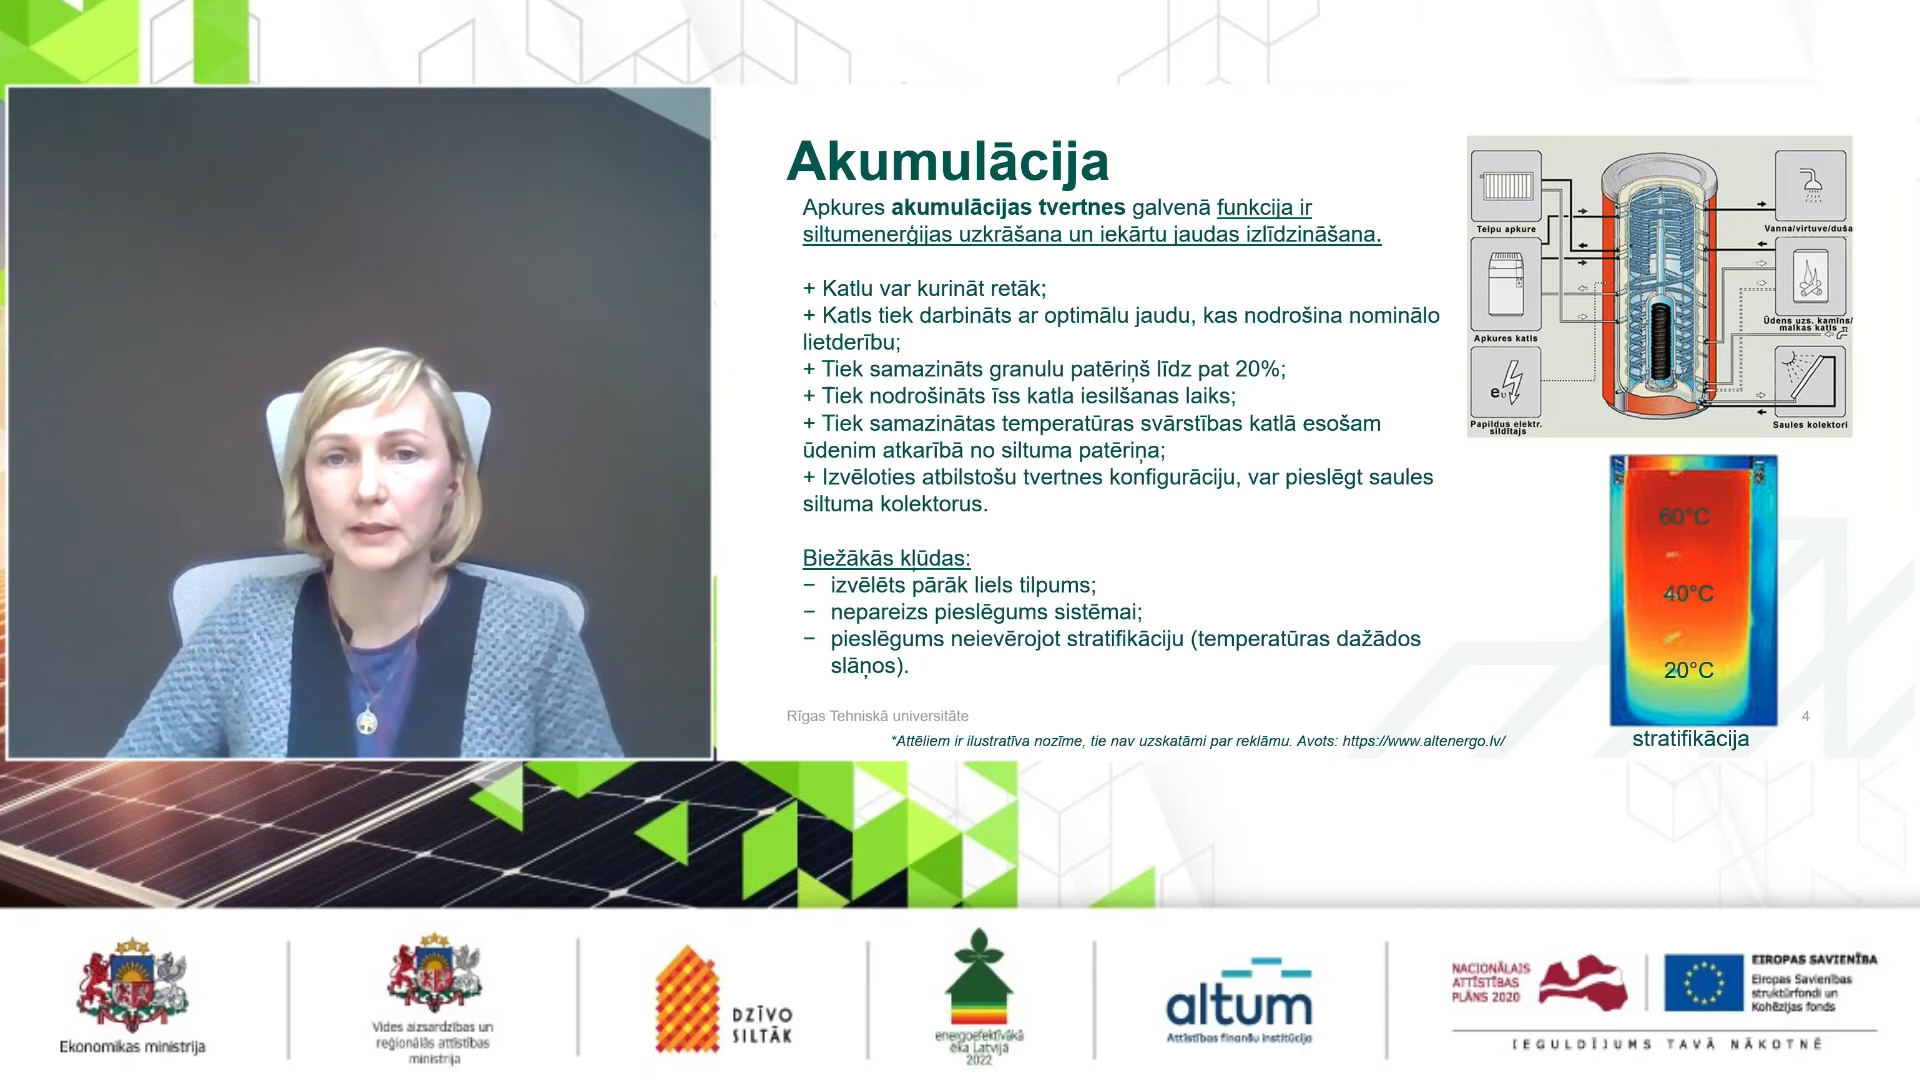 Akumulācija
Apkures akumulācijas tvertnes galvenā funkcija ir
siltumenerģijas uzkrāšana un iekārtu jaudas izlīdzināšana.
+ Katlu var kurināt retāk;
+ Katls tiek darbināts ar optimālu jaudu, kas nodrošina nominālo
lietderību;
+ Tiek samazināts granulu patēriņš līdz pat 20%;
+ Tiek nodrošināts īss katla iesilšanas laiks;
+ Tiek samazinātas temperatūras svārstības katlā esošam
ūdenim atkarībā no siltuma patēriņa;
+ Izvēloties atbilstošu tvertnes konfigurāciju, var pieslēgt saules
siltuma kolektorus.
Biežākās kļūdas:
− izvēlēts pārāk liels tilpums;
− nepareizs pieslēgums sistēmai;
− pieslēgums neievērojot stratifikāciju (temperatūras dažādos
slāņos).
Telpu apkure
Vanna/virtuve/duša
Apkures katls
Ūdens uzs. kamīns/
malkas katls
Papildus elektr.
sildītājs
Saules kolektori
60°C
40°C
20°C
stratifikācija
Rīgas Tehniskā universitāte
4
*Attēliem ir ilustratīva nozīme, tie nav uzskatāmi par reklāmu. Avots: https://www.altenergo.lv/
Ekonomikas ministrija
Vides aizsardzības un
reģionālās attīstības
ministrija
DZĪVO
SILTĀK
energoefektīvākā
ēka Latvijā
2022
altum
Attīstības finanšu institūcija
NACIONĀLAIS
ATTĪSTĪBAS
PLĀNS 2020
EIROPAS SAVIENĪBA
Eiropas Savienības
struktūrfondi un
Kohēzijas fonds
IEGULDĪJUMS TAVĀ NĀKOTNĒ